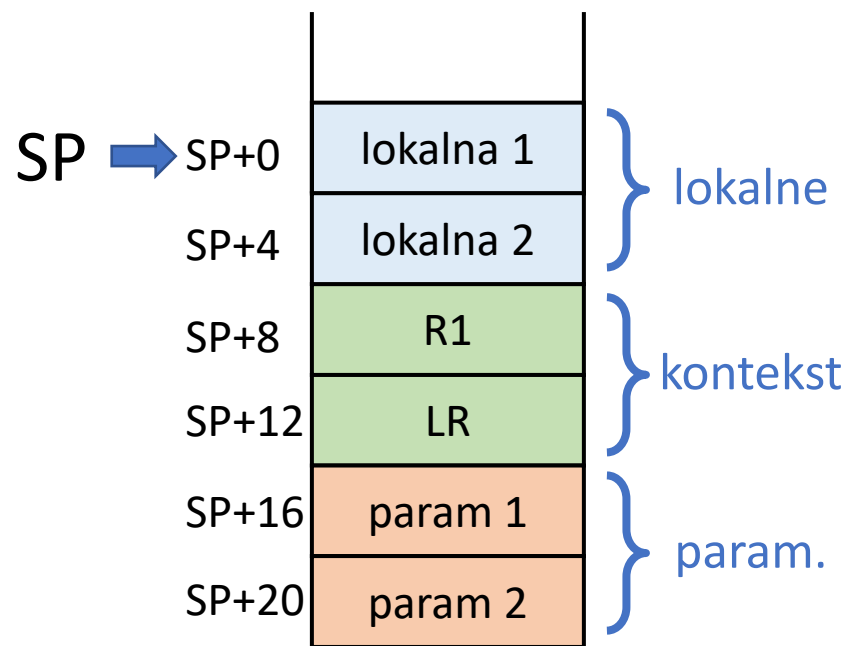 SP
SP+0 lokalna 1
SP+4 lokalna 2
lokalne
SP+8 R1
SP+12 LR
kontekst
SP+16 param 1
SP+20 param 2
param.